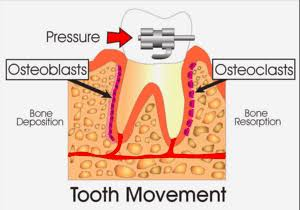 Pressure
Osteoblasts
Osteoclasts
Bone
Deposition
Bone
Resorption
Tooth Movement